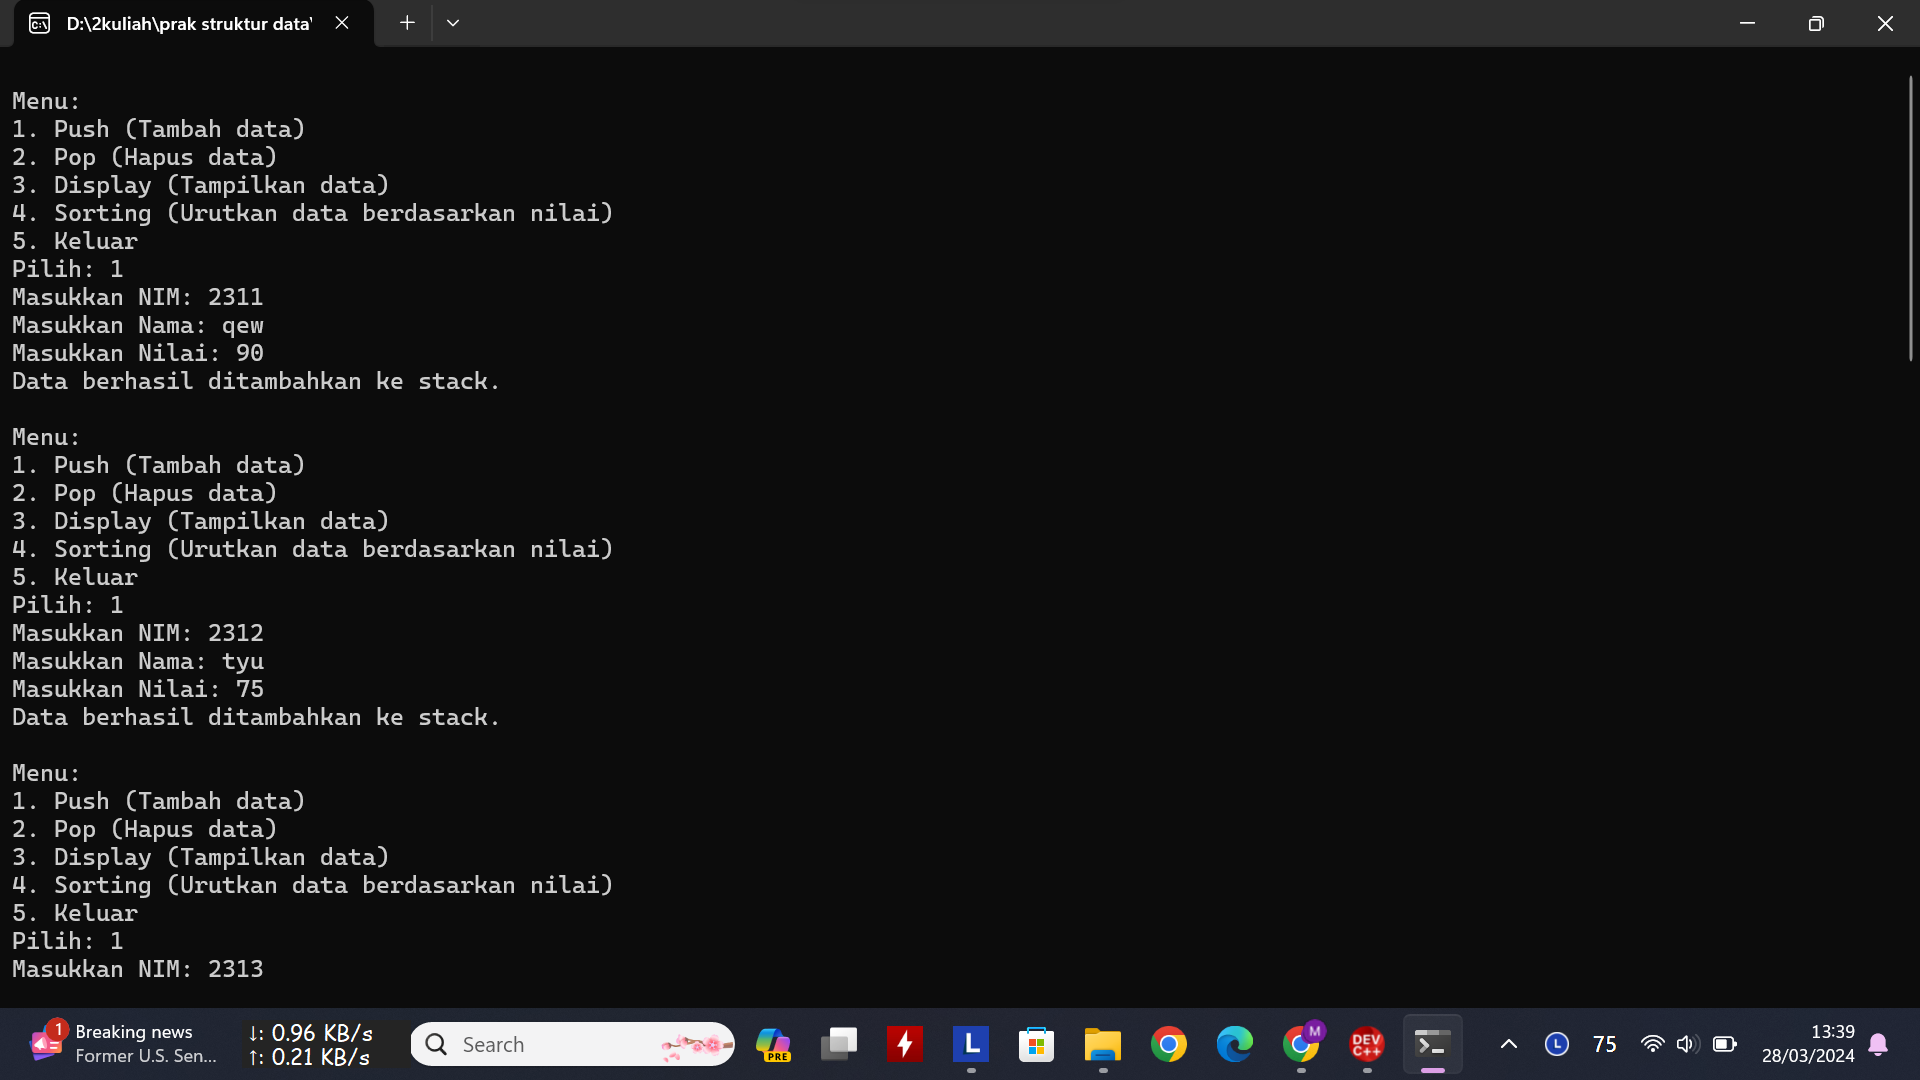 D:\2kuliah\prak struktur data\
Menu:
1. Push (Tambah data)
2. Pop (Hapus data)
3. Display (Tampilkan data)
4. Sorting (Urutkan data berdasarkan nilai)
5. Keluar
Pilih: 1
Masukkan NIM: 2311
Masukkan Nama: qew
Masukkan Nilai: 90
Data berhasil ditambahkan ke stack.
Menu:
1. Push (Tambah data)
2. Pop (Hapus data)
3. Display (Tampilkan data)
4. Sorting (Urutkan data berdasarkan nilai)
5. Keluar
Pilih: 1
Masukkan NIM: 2312
Masukkan Nama: tyu
Masukkan Nilai: 75
Data berhasil ditambahkan ke stack.
Menu:
1. Push (Tambah data)
2. Pop (Hapus data)
3. Display (Tampilkan data)
4. Sorting (Urutkan data berdasarkan nilai)
5. Keluar
Pilih: 1
Masukkan NIM: 2313
1
Breaking news
Former U.S. Sen...
↓: 0.96 KB/s
↑: 0.21 KB/s
Search
PRE
L
M
DEV
C++
L
75
13:39
28/03/2024